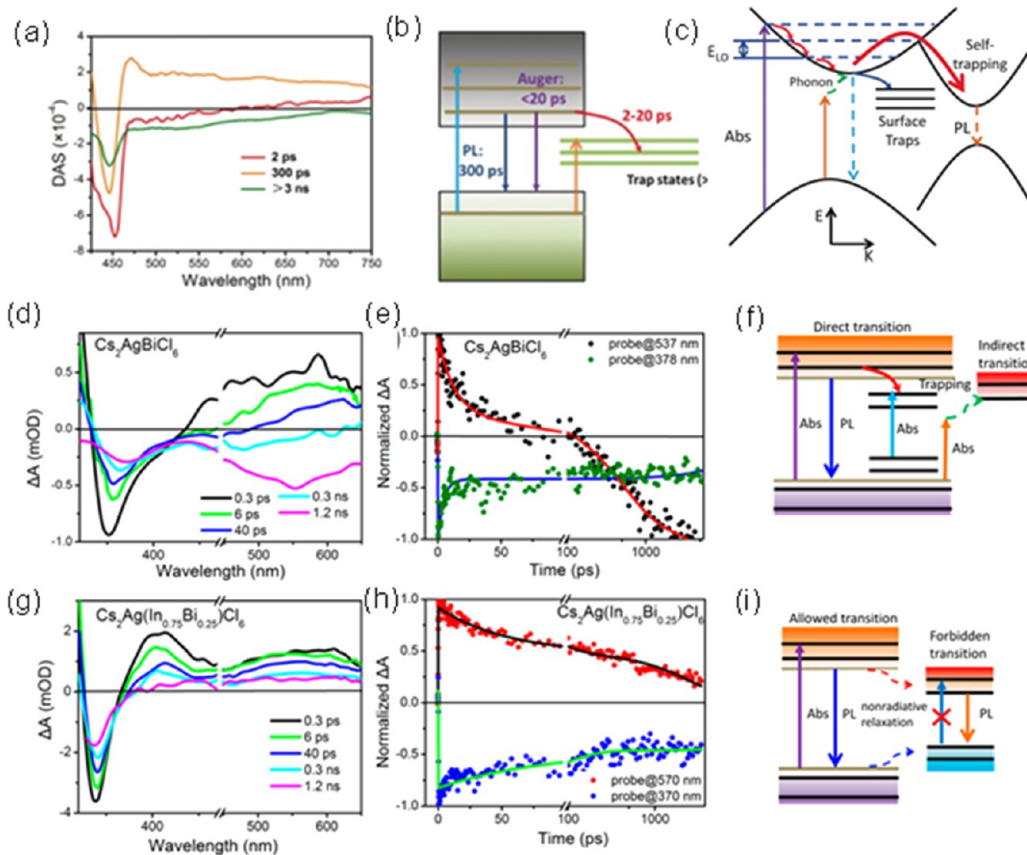 (a)
DAS (×10⁻⁴)
4
2
0
-2
-4
-6
-8
2 ps
300 ps
>3 ns
450 500 550 600 650 700 750
Wavelength (nm)
(b)
Auger:
<20 ps
2-20 ps
PL:
300 ps
Trap states (>
(c)
E_LO
Phonon
Abs
Self-
trapping
Surface
Traps
PL
E
K
(d)
Cs₂AgBiCl₆
ΔA (mOD)
0.5
0.0
-0.5
-1.0
0.3 ps
6 ps
40 ps
0.3 ns
1.2 ns
400 500 550 600
Wavelength (nm)
(e)
Cs₂AgBiCl₆
probe@537 nm
probe@378 nm
Normalized ΔA
1.0
0.5
0.0
-0.5
-1.0
0 50 100 1000
Time (ps)
(f)
Direct transition
Indirect
transition
Trapping
Abs
PL
Abs
Abs
(g)
Cs₂Ag(In₀.₇₅Bi₀.₂₅)Cl₆
ΔA (mOD)
2
0
-2
-4
0.3 ps
6 ps
40 ps
0.3 ns
1.2 ns
400 500 550 600
Wavelength (nm)
(h)
Cs₂Ag(In₀.₇₅Bi₀.₂₅)Cl₆
Normalized ΔA
1.0
0.5
0.0
-0.5
-1.0
probe@570 nm
probe@370 nm
0 50 100 1000
Time (ps)
(i)
Allowed transition
Forbidden
transition
Abs
PL
nonradiative
relaxation
PL